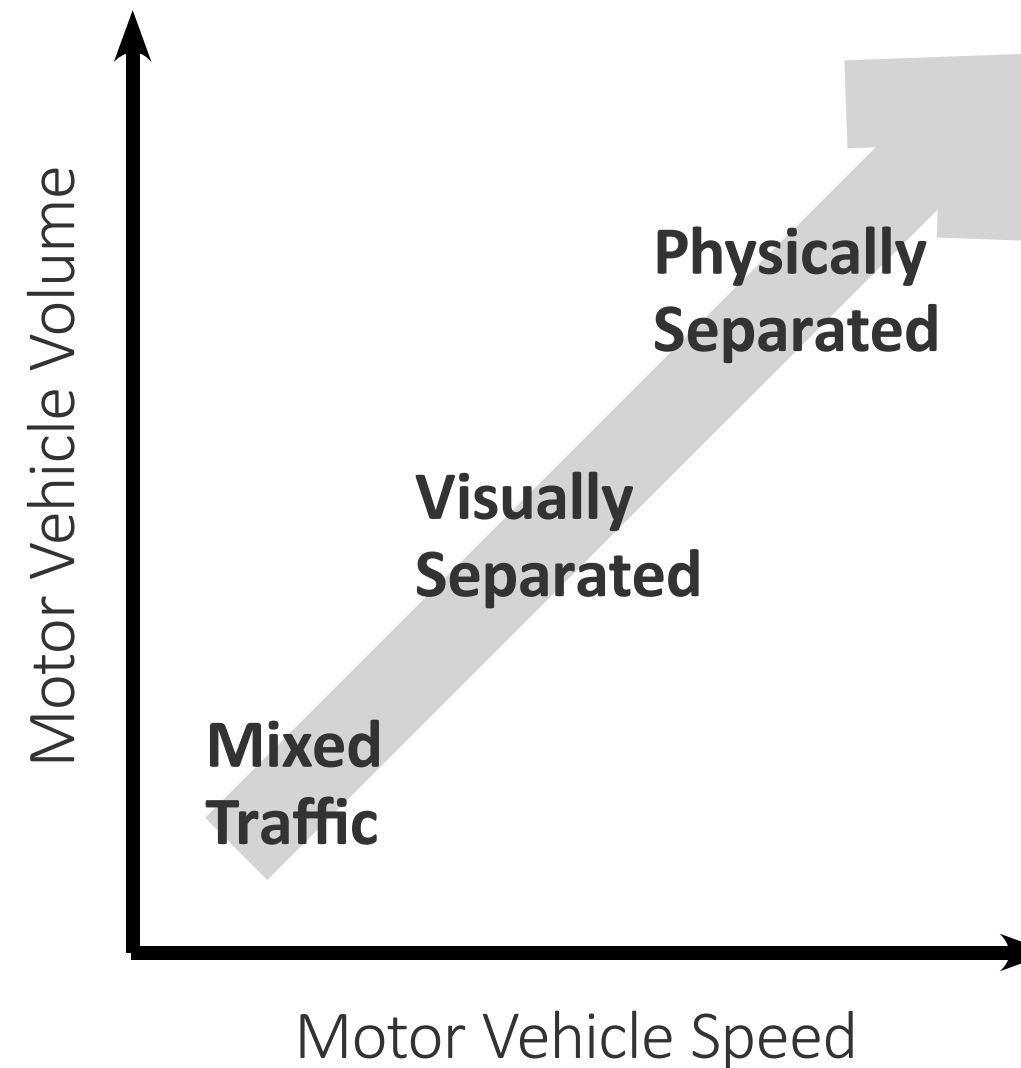 Motor Vehicle Volume
Physically
Separated
Visually
Separated
Mixed
Traffic
Motor Vehicle Speed